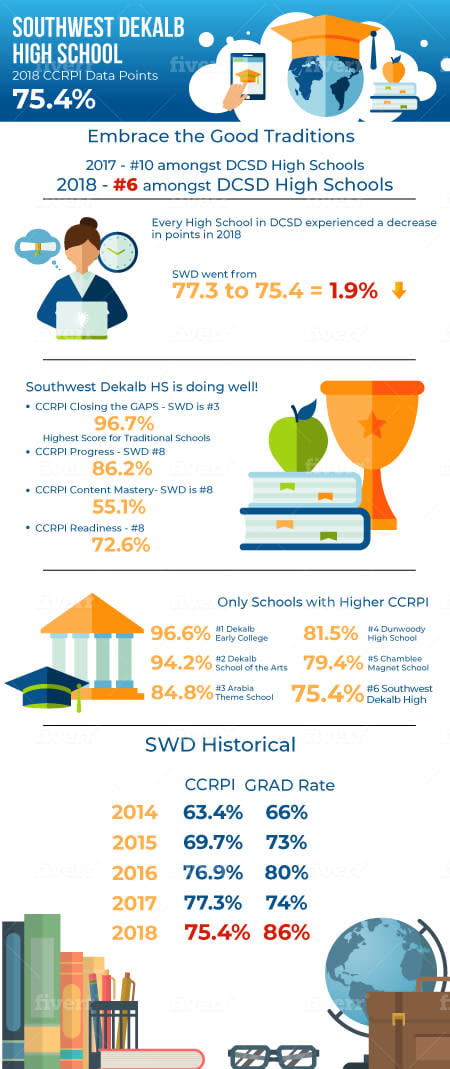 SOUTHWEST DEKALB
HIGH SCHOOL
2018 CCRPI Data Points
75.4%
Embrace the Good Traditions
2017 - #10 amongst DCSD High Schools
2018 - #6 amongst DCSD High Schools
Every High School in DCSD experienced a decrease
in points in 2018
SWD went from
77.3 to 75.4 = 1.9%
Southwest Dekalb HS is doing well!
• CCRPI Closing the GAPS - SWD is #3
96.7%
Highest Score for Traditional Schools
• CCRPI Progress - SWD #8
86.2%
• CCRPI Content Mastery- SWD is #8
55.1%
• CCRPI Readiness - #8
72.6%
Only Schools with Higher CCRPI
96.6% #1 Dekalb
Early College
81.5% #4 Dunwoody
High School
94.2% #2 Dekalb
School of the Arts
79.4% #5 Chamblee
Magnet School
84.8% #3 Arabia
Theme School
75.4% #6 Southwest
Dekalb High
SWD Historical
CCRPI GRAD Rate
2014 63.4% 66%
2015 69.7% 73%
2016 76.9% 80%
2017 77.3% 74%
2018 75.4% 86%
fiverr